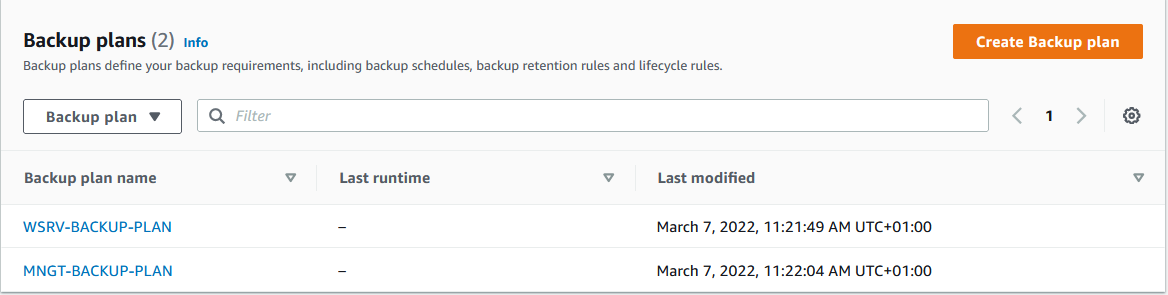 Backup plans (2) Info
Create Backup plan
Backup plans define your backup requirements, including backup schedules, backup retention rules and lifecycle rules.
Backup plan
Filter
1
Backup plan name Last runtime Last modified
WSRV-BACKUP-PLAN – March 7, 2022, 11:21:49 AM UTC+01:00
MNGT-BACKUP-PLAN – March 7, 2022, 11:22:04 AM UTC+01:00